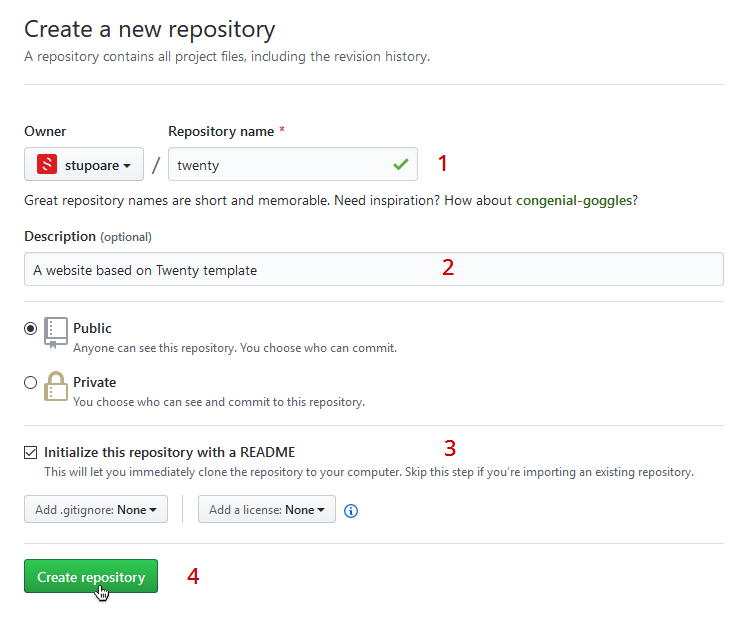 Create a new repository
A repository contains all project files, including the revision history.
Owner Repository name *
stupoare / twenty 1
Great repository names are short and memorable. Need inspiration? How about congenial-goggles?
Description (optional)
A website based on Twenty template 2
Public
Anyone can see this repository. You choose who can commit.
Private
You choose who can see and commit to this repository.
Initialize this repository with a README 3
This will let you immediately clone the repository to your computer. Skip this step if you’re importing an existing repository.
Add .gitignore: None Add a license: None
Create repository 4